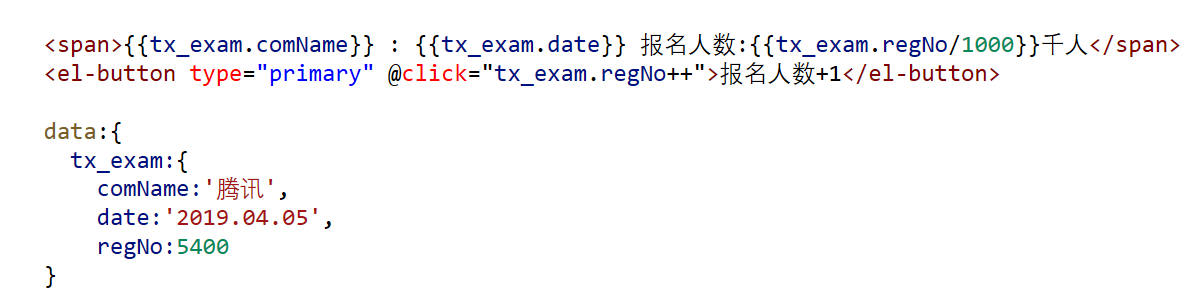 <span>{{tx_exam.comName}} : {{tx_exam.date}} 报名人数:{{tx_exam.regNo/1000}}千人</span>
<el-button type="primary" @click="tx_exam.regNo++">报名人数+1</el-button>
data:{
tx_exam:{
comName:'腾讯',
date:'2019.04.05',
regNo:5400
}